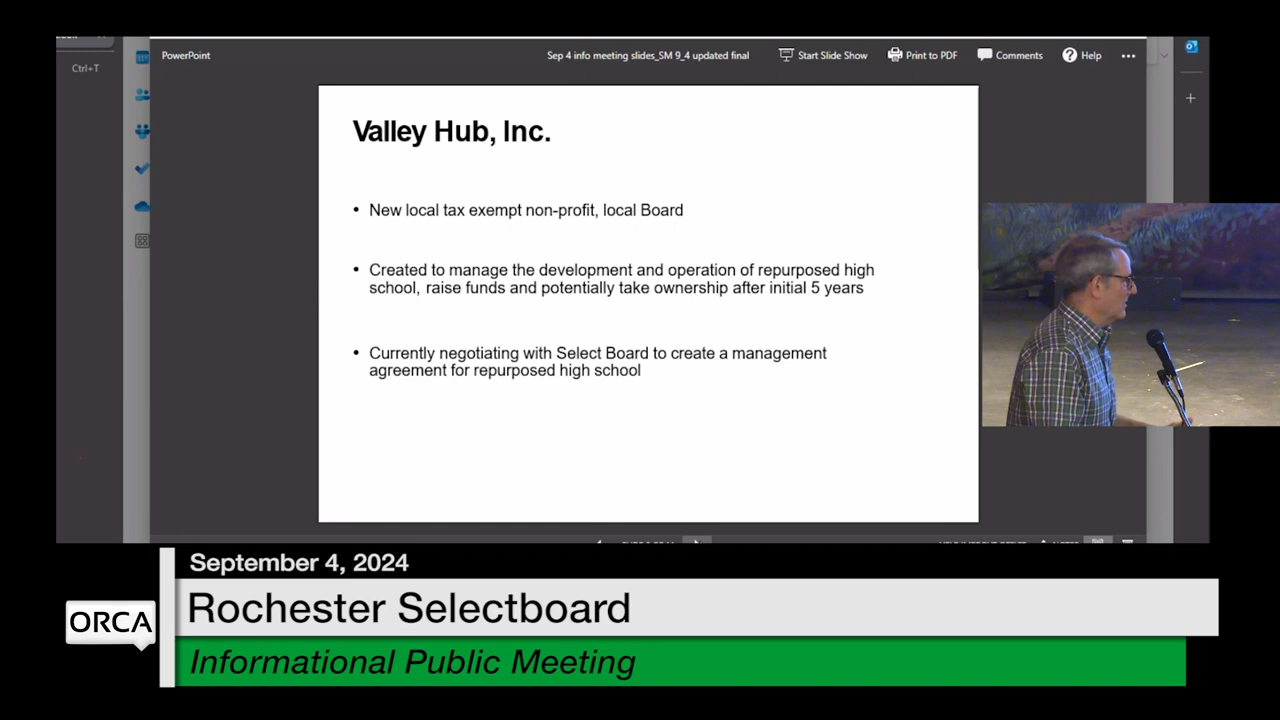 Ctrl+T
PowerPoint
Sep 4 info meeting slides_SM 9_4 updated final
Start Slide Show
Print to PDF
Comments
Help
Valley Hub, Inc.
• New local tax exempt non-profit, local Board
• Created to manage the development and operation of repurposed high
school, raise funds and potentially take ownership after initial 5 years
• Currently negotiating with Select Board to create a management
agreement for repurposed high school
September 4, 2024
ORCA
Rochester Selectboard
Informational Public Meeting